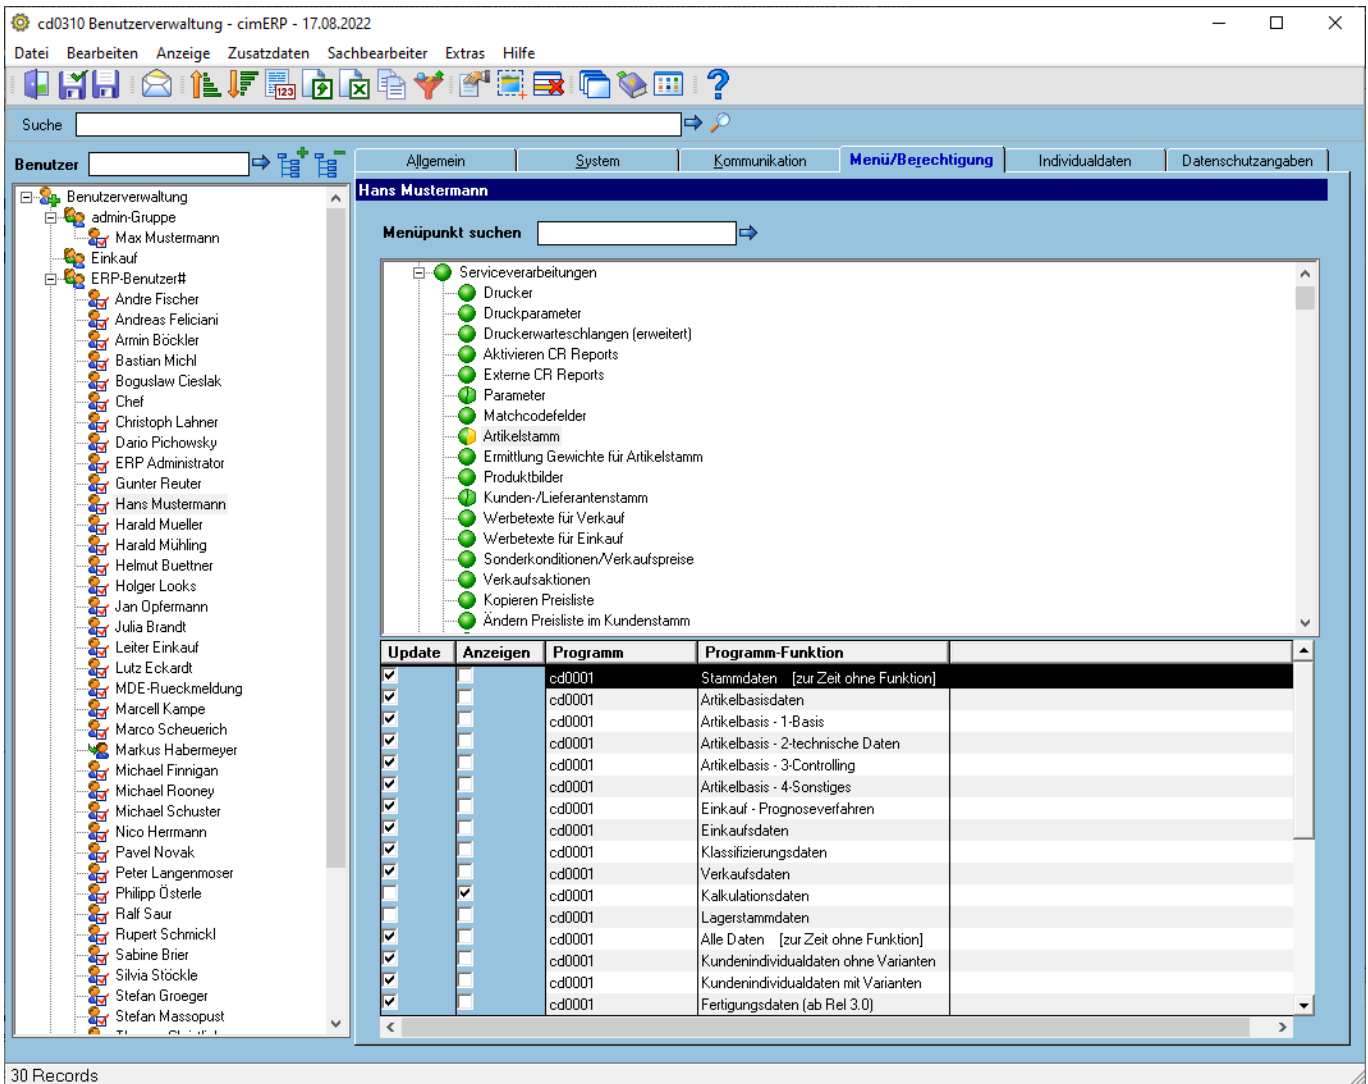 cd0310 Benutzerverwaltung - cimERP - 17.08.2022
Datei Bearbeiten Anzeige Zusatzdaten Sachbearbeiter Extras Hilfe
123
Suche
Benutzer
Allgemein System Kommunikation Menü/Berechtigung Individualdaten Datenschutzangaben
Benutzerverwaltung
admin-Gruppe
Max Mustermann
Einkauf
ERP-Benutzer#
Andre Fischer
Andreas Feliciani
Armin Böckler
Bastian Michl
Boguslaw Cieslak
Chef
Christoph Lahner
Dario Pichowsky
ERP Administrator
Gunter Reuter
Hans Mustermann
Harald Mueller
Harald Mühling
Helmut Buettner
Holger Looks
Jan Opfermann
Julia Brandt
Leiter Einkauf
Lutz Eckardt
MDE-Rueckmeldung
Marcell Kampe
Marco Scheuerich
Markus Habermeyer
Michael Finnigan
Michael Rooney
Michael Schuster
Nico Herrmann
Pavel Novak
Peter Langenmoser
Philipp Österle
Ralf Saur
Rupert Schmickl
Sabine Brier
Silvia Stöckle
Stefan Groeger
Stefan Massopust
Hans Mustermann
Menüpunkt suchen
Serviceverarbeitungen
Drucker
Druckparameter
Druckerwarteschlangen (erweitert)
Aktivieren CR Reports
Externe CR Reports
Parameter
Matchcodefelder
Artikelstamm
Ermittlung Gewichte für Artikelstamm
Produktbilder
Kunden-/Lieferantenstamm
Werbetexte für Verkauf
Werbetexte für Einkauf
Sonderkonditionen/Verkaufspreise
Verkaufsaktionen
Kopieren Preisliste
Ändern Preisliste im Kundenstamm
Update Anzeigen Programm Programm-Funktion
cd0001 Stammdaten [zur Zeit ohne Funktion]
cd0001 Artikelbasisdaten
cd0001 Artikelbasis - 1-Basis
cd0001 Artikelbasis - 2-technische Daten
cd0001 Artikelbasis - 3-Controlling
cd0001 Artikelbasis - 4-Sonstiges
cd0001 Einkauf - Prognoseverfahren
cd0001 Einkaufsdaten
cd0001 Klassifizierungsdaten
cd0001 Verkaufsdaten
cd0001 Kalkulationsdaten
cd0001 Lagerstammdaten
cd0001 Alle Daten [zur Zeit ohne Funktion]
cd0001 Kundenindividualdaten ohne Varianten
cd0001 Kundenindividualdaten mit Varianten
cd0001 Fertigungsdaten (ab Rel 3.0)
30 Records